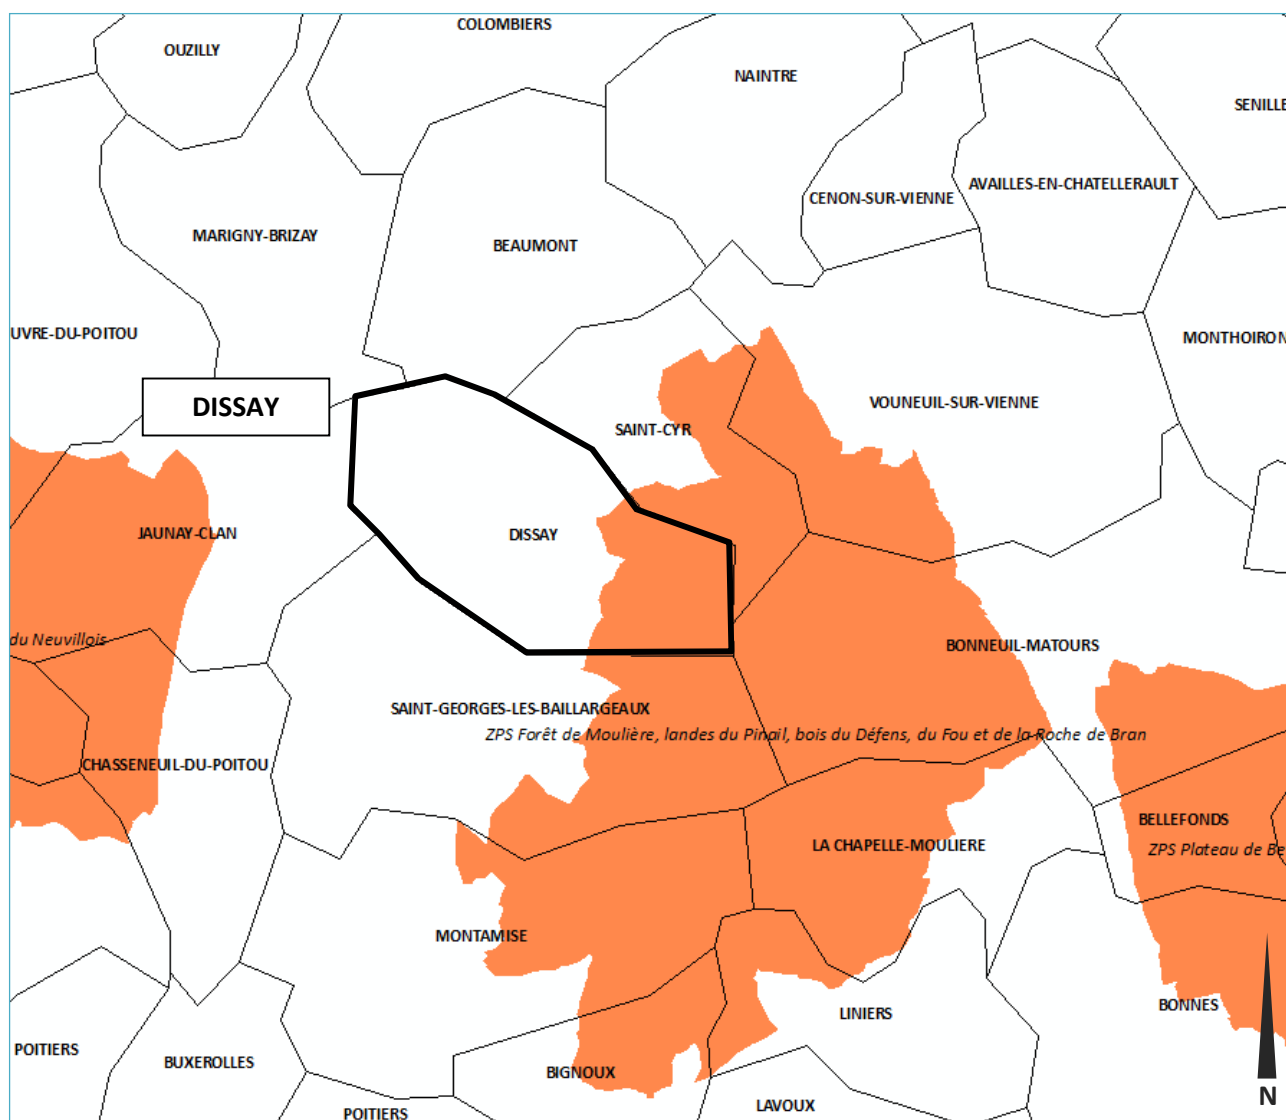 COLOMBIERS
OUZILLY
NAINTRE
SENILLE
AVAILLES-EN-CHATELLERAULT
CENON-SUR-VIENNE
MARIGNY-BRIZAY
BEAUMONT
UVRE-DU-POITOU
MONTHOIRON
DISSAY
VOUNEUIL-SUR-VIENNE
SAINT-CYR
JAUNAY-CLAN
DISSAY
du Neuvillois
BONNEUIL-MATOURS
SAINT-GEORGES-LES-BAILLARGEAUX
ZPS Forêt de Moulière, landes du Pinail, bois du Défens, du Fou et de la Roche de Bran
CHASSENEUIL-DU-POITOU
BELLEFONDS
LA CHAPELLE-MOULIERE
ZPS Plateau de Be
MONTAMISE
BONNES
LINIERS
POITIERS
BUXEROLLES
BIGNOUX
N
LAVOUX
POITIERS